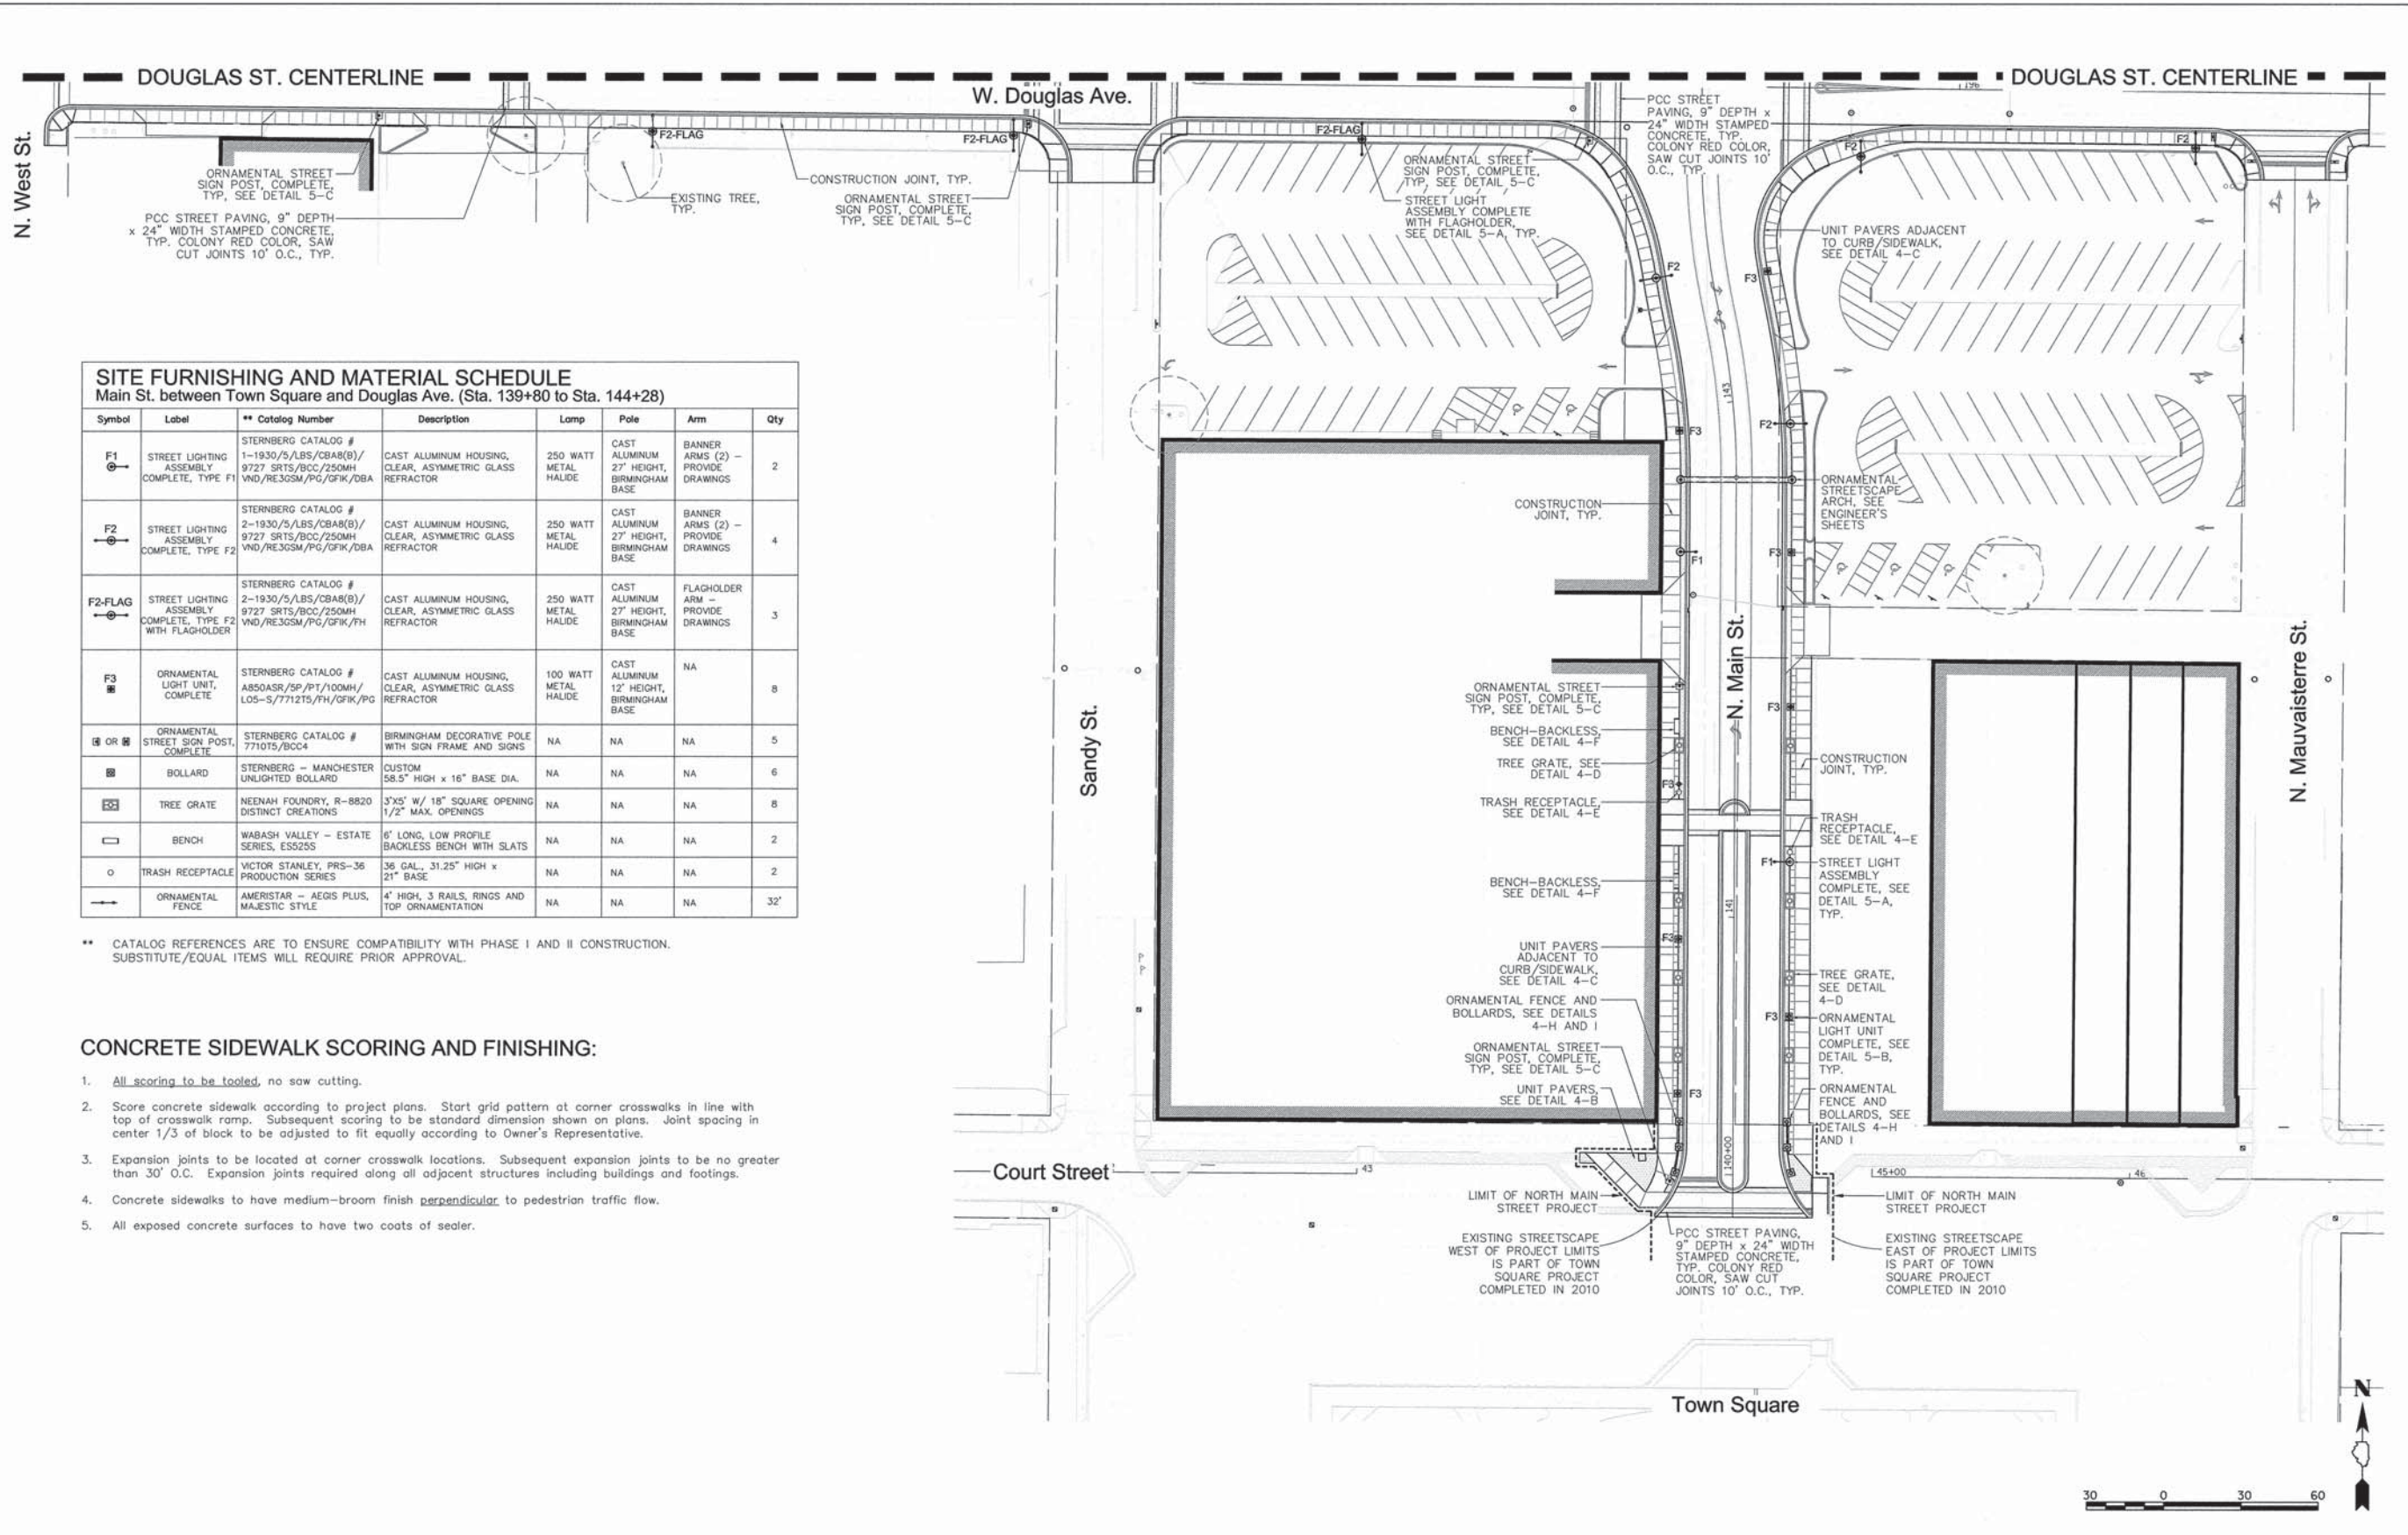 DOUGLAS ST. CENTERLINE
DOUGLAS ST. CENTERLINE
W. Douglas Ave.
196
N. West St.
F2-FLAG
F2-FLAG
F2-FLAG
F2
F2
ORNAMENTAL STREET
SIGN POST, COMPLETE,
TYP, SEE DETAIL 5-C
PCC STREET PAVING, 9" DEPTH
x 24" WIDTH STAMPED CONCRETE,
TYP. COLONY RED COLOR, SAW
CUT JOINTS 10' O.C., TYP.
EXISTING TREE,
TYP.
CONSTRUCTION JOINT, TYP.
ORNAMENTAL STREET
SIGN POST, COMPLETE,
TYP, SEE DETAIL 5-C
ORNAMENTAL STREET
SIGN POST, COMPLETE,
TYP, SEE DETAIL 5-C
STREET LIGHT
ASSEMBLY COMPLETE
WITH FLAGHOLDER,
SEE DETAIL 5-A, TYP.
PCC STREET
PAVING, 9" DEPTH x
24" WIDTH STAMPED
CONCRETE, TYP.
COLONY RED COLOR,
SAW CUT JOINTS 10'
O.C., TYP.
UNIT PAVERS ADJACENT
TO CURB/SIDEWALK,
SEE DETAIL 4-C
F2
F3
143
F3
F2
SITE FURNISHING AND MATERIAL SCHEDULE
Main St. between Town Square and Douglas Ave. (Sta. 139+80 to Sta. 144+28)
Symbol Label ** Catalog Number Description Lamp Pole Arm Qty
F1
STREET LIGHTING
ASSEMBLY
COMPLETE, TYPE F1
STERNBERG CATALOG #
1-1930/5/LBS/CBA8(B)/
9727 SRTS/BCC/250MH
VND/RE3GSM/PG/GFIK/DBA
CAST ALUMINUM HOUSING,
CLEAR, ASYMMETRIC GLASS
REFRACTOR
250 WATT
METAL
HALIDE
CAST
ALUMINUM
27' HEIGHT,
BIRMINGHAM
BASE
BANNER
ARMS (2) -
PROVIDE
DRAWINGS
2
F2
STREET LIGHTING
ASSEMBLY
COMPLETE, TYPE F2
STERNBERG CATALOG #
2-1930/5/LBS/CBA8(B)/
9727 SRTS/BCC/250MH
VND/RE3GSM/PG/GFIK/DBA
CAST ALUMINUM HOUSING,
CLEAR, ASYMMETRIC GLASS
REFRACTOR
250 WATT
METAL
HALIDE
CAST
ALUMINUM
27' HEIGHT,
BIRMINGHAM
BASE
BANNER
ARMS (2) -
PROVIDE
DRAWINGS
4
F2-FLAG
STREET LIGHTING
ASSEMBLY
COMPLETE, TYPE F2
WITH FLAGHOLDER
STERNBERG CATALOG #
2-1930/5/LBS/CBA8(B)/
9727 SRTS/BCC/250MH
VND/RE3GSM/PG/GFIK/FH
CAST ALUMINUM HOUSING,
CLEAR, ASYMMETRIC GLASS
REFRACTOR
250 WATT
METAL
HALIDE
CAST
ALUMINUM
27' HEIGHT,
BIRMINGHAM
BASE
FLAGHOLDER
ARM -
PROVIDE
DRAWINGS
3
F3
ORNAMENTAL
LIGHT UNIT,
COMPLETE
STERNBERG CATALOG #
A850ASR/5P/PT/100MH/
L05-S/7712T5/FH/GFIK/PG
CAST ALUMINUM HOUSING,
CLEAR, ASYMMETRIC GLASS
REFRACTOR
100 WATT
METAL
HALIDE
CAST
ALUMINUM
12' HEIGHT,
BIRMINGHAM
BASE
NA
8
OR
ORNAMENTAL
STREET SIGN POST,
COMPLETE
STERNBERG CATALOG #
7710T5/BCC4
BIRMINGHAM DECORATIVE POLE
WITH SIGN FRAME AND SIGNS
NA NA NA 5
BOLLARD
STERNBERG - MANCHESTER
UNLIGHTED BOLLARD
CUSTOM
58.5" HIGH x 16" BASE DIA.
NA NA NA 6
TREE GRATE
NEENAH FOUNDRY, R-8820
DISTINCT CREATIONS
3'X5' W/ 18" SQUARE OPENING
1/2" MAX. OPENINGS
NA NA NA 8
BENCH
WABASH VALLEY - ESTATE
SERIES, ES525S
6' LONG, LOW PROFILE
BACKLESS BENCH WITH SLATS
NA NA NA 2
TRASH RECEPTACLE
VICTOR STANLEY, PRS-36
PRODUCTION SERIES
36 GAL., 31.25" HIGH x
21" BASE
NA NA NA 2
ORNAMENTAL
FENCE
AMERISTAR - AEGIS PLUS,
MAJESTIC STYLE
4' HIGH, 3 RAILS, RINGS AND
TOP ORNAMENTATION
NA NA NA 32'
** CATALOG REFERENCES ARE TO ENSURE COMPATIBILITY WITH PHASE I AND II CONSTRUCTION.
SUBSTITUTE/EQUAL ITEMS WILL REQUIRE PRIOR APPROVAL.
CONCRETE SIDEWALK SCORING AND FINISHING:
1. All scoring to be tooled, no saw cutting.
2. Score concrete sidewalk according to project plans. Start grid pattern at corner crosswalks in line with
top of crosswalk ramp. Subsequent scoring to be standard dimension shown on plans. Joint spacing in
center 1/3 of block to be adjusted to fit equally according to Owner's Representative.
3. Expansion joints to be located at corner crosswalk locations. Subsequent expansion joints to be no greater
than 30' O.C. Expansion joints required along all adjacent structures including buildings and footings.
4. Concrete sidewalks to have medium-broom finish perpendicular to pedestrian traffic flow.
5. All exposed concrete surfaces to have two coats of sealer.
CONSTRUCTION
JOINT, TYP.
ORNAMENTAL
STREETSCAPE
ARCH, SEE
ENGINEER'S
SHEETS
F1
F3
N. Main St.
Sandy St.
N. Mauvaisterre St.
ORNAMENTAL STREET
SIGN POST, COMPLETE,
TYP, SEE DETAIL 5-C
BENCH-BACKLESS,
SEE DETAIL 4-F
TREE GRATE, SEE
DETAIL 4-D
F3
F3
TRASH RECEPTACLE,
SEE DETAIL 4-E
CONSTRUCTION
JOINT, TYP.
TRASH
RECEPTACLE,
SEE DETAIL 4-E
F1
STREET LIGHT
ASSEMBLY
COMPLETE, SEE
DETAIL 5-A,
TYP.
BENCH-BACKLESS,
SEE DETAIL 4-F
141
F3
UNIT PAVERS
ADJACENT TO
CURB/SIDEWALK,
SEE DETAIL 4-C
TREE GRATE,
SEE DETAIL
4-D
ORNAMENTAL FENCE AND
BOLLARDS, SEE DETAILS
4-H AND I
F3
ORNAMENTAL
LIGHT UNIT
COMPLETE, SEE
DETAIL 5-B,
TYP.
ORNAMENTAL STREET
SIGN POST, COMPLETE,
TYP, SEE DETAIL 5-C
UNIT PAVERS,
SEE DETAIL 4-B
F3
ORNAMENTAL
FENCE AND
BOLLARDS, SEE
DETAILS 4-H
AND I
140+00
Court Street
43
45+00
46
LIMIT OF NORTH MAIN
STREET PROJECT
LIMIT OF NORTH MAIN
STREET PROJECT
EXISTING STREETSCAPE
WEST OF PROJECT LIMITS
IS PART OF TOWN
SQUARE PROJECT
COMPLETED IN 2010
PCC STREET PAVING,
9" DEPTH x 24" WIDTH
STAMPED CONCRETE,
TYP. COLONY RED
COLOR, SAW CUT
JOINTS 10' O.C., TYP.
EXISTING STREETSCAPE
EAST OF PROJECT LIMITS
IS PART OF TOWN
SQUARE PROJECT
COMPLETED IN 2010
Town Square
N
30 0 30 60